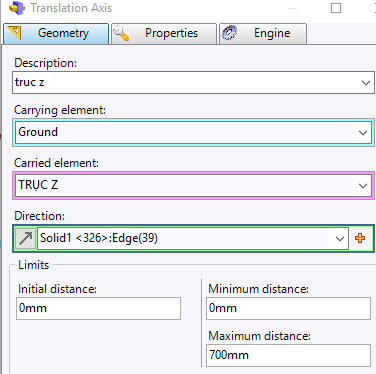 Translation Axis
Geometry Properties Engine
Description:
truc z
Carrying element:
Ground
Carried element:
TRỤC Z
Direction:
Solid1 <326>:Edge(39)
Limits
Initial distance: Minimum distance:
0mm 0mm
Maximum distance:
700mm